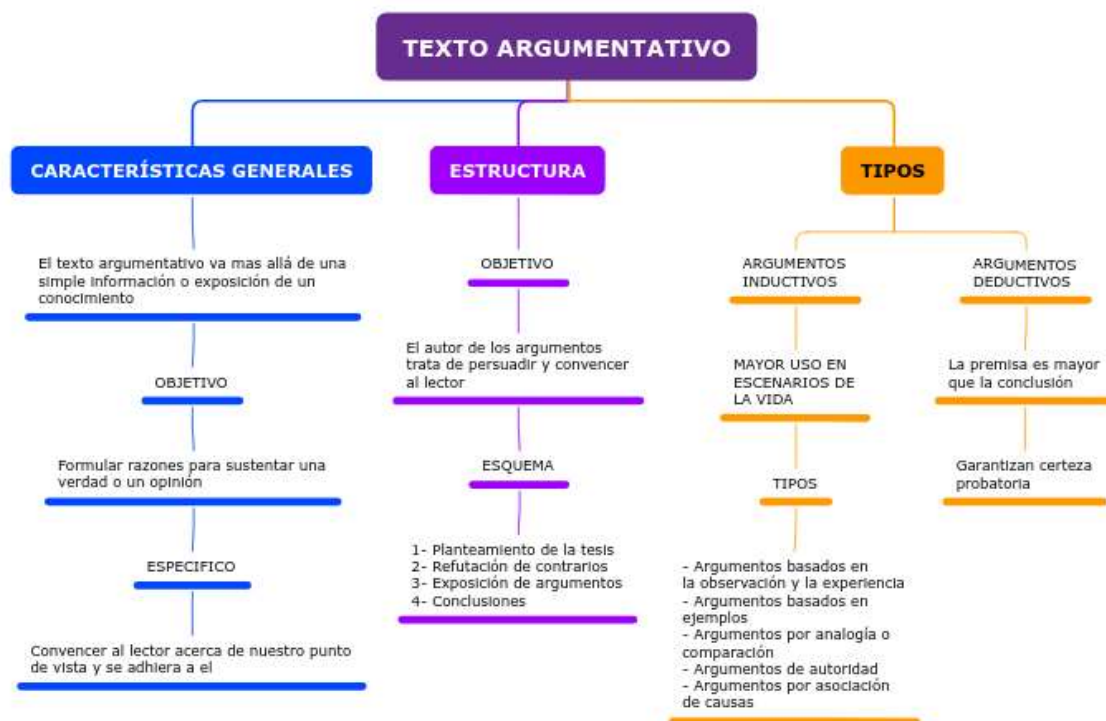 TEXTO ARGUMENTATIVO
CARACTERÍSTICAS GENERALES
El texto argumentativo va mas allá de una
simple información o exposición de un
conocimiento
OBJETIVO
Formular razones para sustentar una
verdad o un opinión
ESPECIFICO
Convencer al lector acerca de nuestro punto
de vista y se adhiera a el
ESTRUCTURA
OBJETIVO
El autor de los argumentos
trata de persuadir y convencer
al lector
ESQUEMA
1- Planteamiento de la tesis
2- Refutación de contrarios
3- Exposición de argumentos
4- Conclusiones
TIPOS
ARGUMENTOS
INDUCTIVOS
MAYOR USO EN
ESCENARIOS DE
LA VIDA
TIPOS
- Argumentos basados en
la observación y la experiencia
- Argumentos basados en
ejemplos
- Argumentos por analogía o
comparación
- Argumentos de autoridad
- Argumentos por asociación
de causas
ARGUMENTOS
DEDUCTIVOS
La premisa es mayor
que la conclusión
Garantizan certeza
probatoria